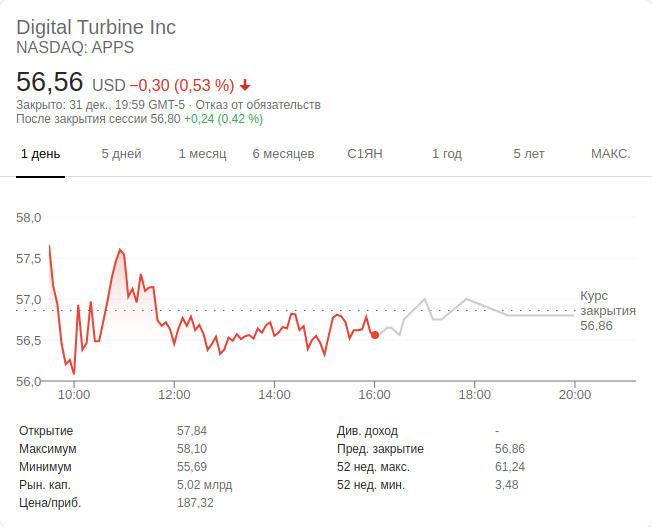 Digital Turbine Inc
NASDAQ: APPS
56,56 USD −0,30 (0,53 %)
Закрыто: 31 дек., 19:59 GMT-5 · Отказ от обязательств
После закрытия сессии 56,80 +0,24 (0,42 %)
1 день 5 дней 1 месяц 6 месяцев С1ЯН 1 год 5 лет МАКС.
58,0
57,5
57,0
56,5
56,0
Курс
закрытия
56,86
10:00 12:00 14:00 16:00 18:00 20:00
Открытие 57,84
Максимум 58,10
Минимум 55,69
Рын. кап. 5,02 млрд
Цена/приб. 187,32
Див. доход -
Пред. закрытие 56,86
52 нед. макс. 61,24
52 нед. мин. 3,48